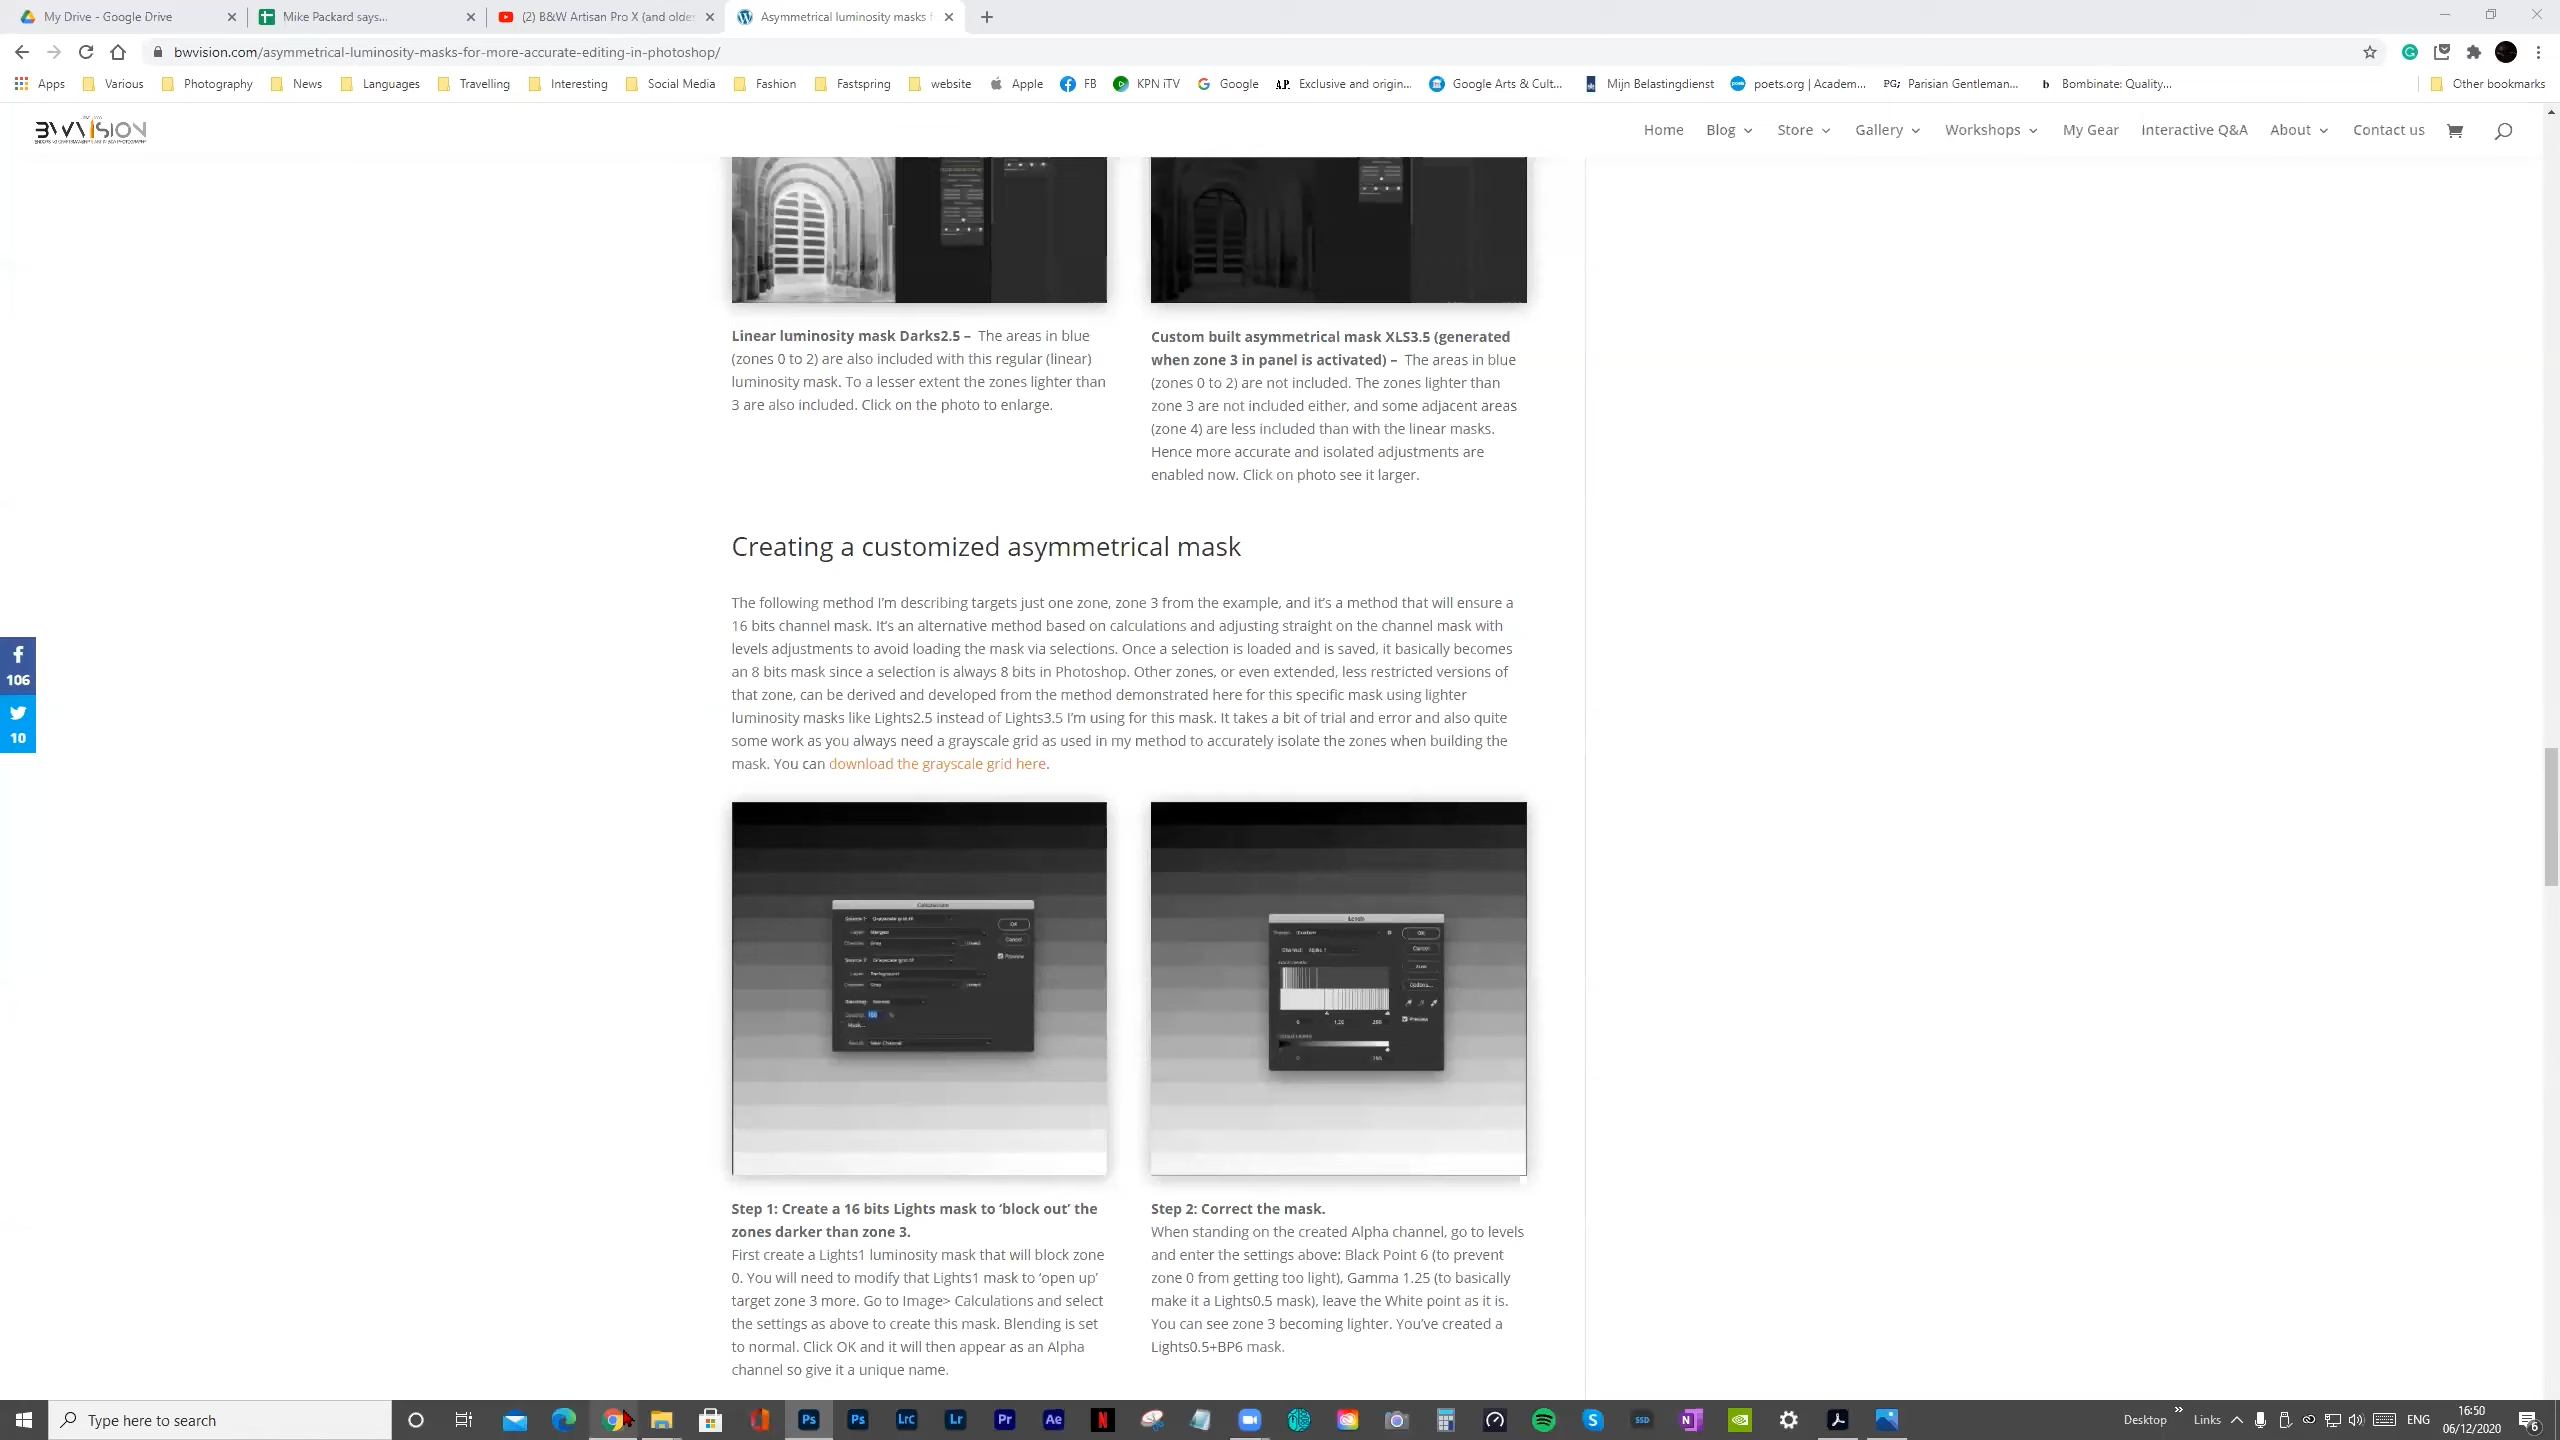 My Drive - Google Drive
Mike Packard says...
(2) B&W Artisan Pro X (and older
Asymmetrical luminosity masks f
bwvision.com/asymmetrical-luminosity-masks-for-more-accurate-editing-in-photoshop/
Apps Various Photography News Languages Travelling Interesting Social Media Fashion Fastspring website Apple FB KPN iTV Google Exclusive and origin... Google Arts & Cult... Mijn Belastingdienst poets.org | Academ... PG; Parisian Gentleman... b Bombinate: Quality... Other bookmarks
BWVISION
Home Blog Store Gallery Workshops My Gear Interactive Q&A About Contact us
Linear luminosity mask Darks2.5 – The areas in blue
(zones 0 to 2) are also included with this regular (linear)
luminosity mask. To a lesser extent the zones lighter than
3 are also included. Click on the photo to enlarge.
Custom built asymmetrical mask XLS3.5 (generated
when zone 3 in panel is activated) – The areas in blue
(zones 0 to 2) are not included. The zones lighter than
zone 3 are not included either, and some adjacent areas
(zone 4) are less included than with the linear masks.
Hence more accurate and isolated adjustments are
enabled now. Click on photo see it larger.
Creating a customized asymmetrical mask
The following method I'm describing targets just one zone, zone 3 from the example, and it's a method that will ensure a
16 bits channel mask. It's an alternative method based on calculations and adjusting straight on the channel mask with
levels adjustments to avoid loading the mask via selections. Once a selection is loaded and is saved, it basically becomes
an 8 bits mask since a selection is always 8 bits in Photoshop. Other zones, or even extended, less restricted versions of
that zone, can be derived and developed from the method demonstrated here for this specific mask using lighter
luminosity masks like Lights2.5 instead of Lights3.5 I'm using for this mask. It takes a bit of trial and error and also quite
some work as you always need a grayscale grid as used in my method to accurately isolate the zones when building the
mask. You can download the grayscale grid here.
106
10
Calculations
OK
Cancel
Preview
Levels
OK
Cancel
Auto
Options...
Preview
Step 1: Create a 16 bits Lights mask to 'block out' the
zones darker than zone 3.
First create a Lights1 luminosity mask that will block zone
0. You will need to modify that Lights1 mask to 'open up'
target zone 3 more. Go to Image> Calculations and select
the settings as above to create this mask. Blending is set
to normal. Click OK and it will then appear as an Alpha
channel so give it a unique name.
Step 2: Correct the mask.
When standing on the created Alpha channel, go to levels
and enter the settings above: Black Point 6 (to prevent
zone 0 from getting too light), Gamma 1.25 (to basically
make it a Lights0.5 mask), leave the White point as it is.
You can see zone 3 becoming lighter. You've created a
Lights0.5+BP6 mask.
Type here to search
Ps Ps LrC Lr Pr Ae N
Desktop Links ENG
16:50
06/12/2020
6